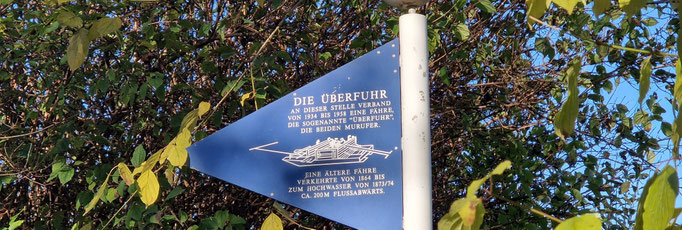 DIE ÜBERFUHR
AN DIESER STELLE VERBAND
VON 1934 BIS 1958 EINE FÄHRE,
DIE SOGENANNTE "ÜBERFUHR",
DIE BEIDEN MURUFER.
EINE ÄLTERE FÄHRE
VERKEHRTE VON 1864 BIS
ZUM HOCHWASSER VON 1873/74
CA. 200M FLUSSABWÄRTS.